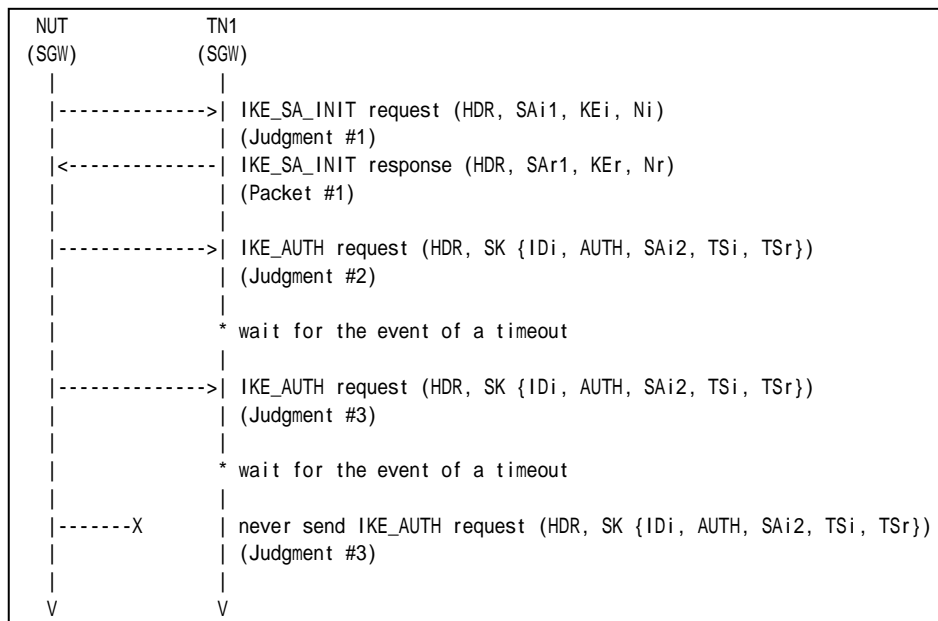 NUT TN1
(SGW) (SGW)
| |
|-------------->| IKE_SA_INIT request (HDR, SAi1, KEi, Ni)
| | (Judgment #1)
|<--------------| IKE_SA_INIT response (HDR, SAr1, KEr, Nr)
| | (Packet #1)
| |
|-------------->| IKE_AUTH request (HDR, SK {IDi, AUTH, SAi2, TSi, TSr})
| | (Judgment #2)
| |
| * wait for the event of a timeout
| |
|-------------->| IKE_AUTH request (HDR, SK {IDi, AUTH, SAi2, TSi, TSr})
| | (Judgment #3)
| |
| * wait for the event of a timeout
| |
|-------X | never send IKE_AUTH request (HDR, SK {IDi, AUTH, SAi2, TSi, TSr})
| | (Judgment #3)
| |
V V